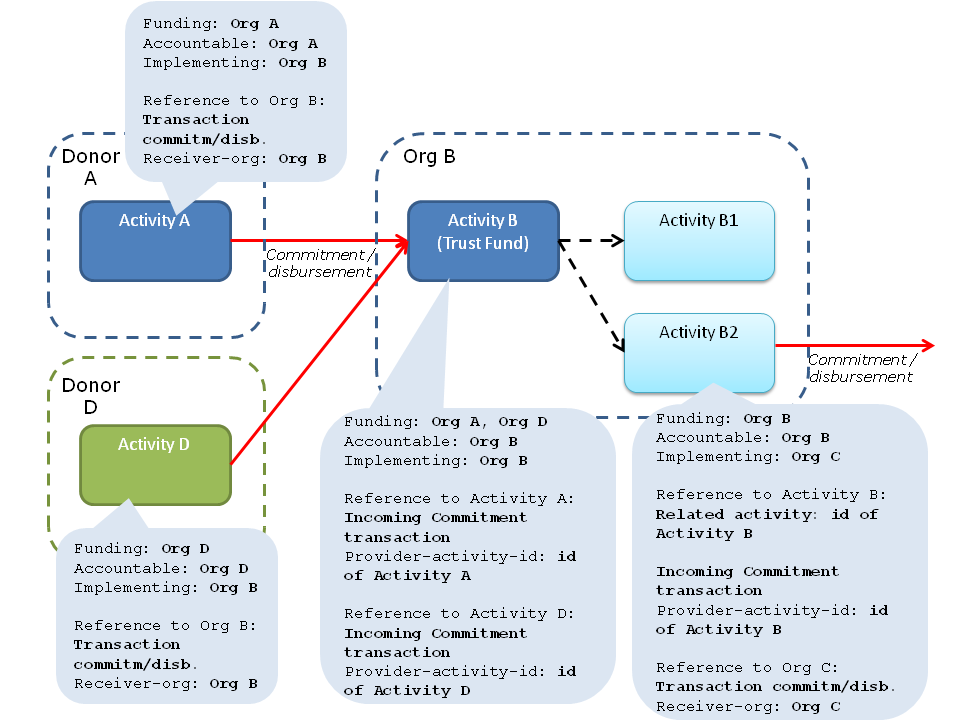 Funding: Org A
Accountable: Org A
Implementing: Org B
Reference to Org B:
Transaction
commitm/disb.
Receiver-org: Org B
Donor
A
Activity A
Commitment /
disbursement
Org B
Activity B
(Trust Fund)
Activity B1
Activity B2
Commitment /
disbursement
Donor
D
Activity D
Funding: Org D
Accountable: Org D
Implementing: Org B
Reference to Org B:
Transaction
commitm/disb.
Receiver-org: Org B
Funding: Org A, Org D
Accountable: Org B
Implementing: Org B
Reference to Activity A:
Incoming Commitment
transaction
Provider-activity-id: id
of Activity A
Reference to Activity D:
Incoming Commitment
transaction
Provider-activity-id: id
of Activity D
Funding: Org B
Accountable: Org B
Implementing: Org C
Reference to Activity B:
Related activity: id of
Activity B
Incoming Commitment
transaction
Provider-activity-id: id
of Activity B
Reference to Org C:
Transaction commitm/disb.
Receiver-org: Org C